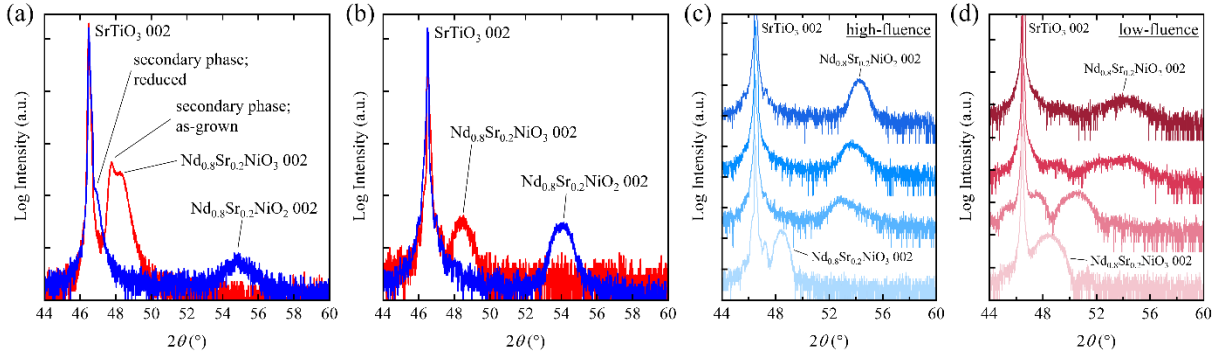 (a)
SrTiO₃ 002
secondary phase;
reduced
secondary phase;
as-grown
Nd₀.₈Sr₀.₂NiO₃ 002
Nd₀.₈Sr₀.₂NiO₂ 002
Log Intensity (a.u.)
44 46 48 50 52 54 56 58 60
2θ (°)
(b)
SrTiO₃ 002
Nd₀.₈Sr₀.₂NiO₃ 002
Nd₀.₈Sr₀.₂NiO₂ 002
Log Intensity (a.u.)
44 46 48 50 52 54 56 58 60
2θ (°)
(c)
SrTiO₃ 002
high-fluence
Nd₀.₈Sr₀.₂NiO₂ 002
Nd₀.₈Sr₀.₂NiO₃ 002
Log Intensity (a.u.)
44 48 52 56 60
2θ (°)
(d)
SrTiO₃ 002
low-fluence
Nd₀.₈Sr₀.₂NiO₂ 002
Nd₀.₈Sr₀.₂NiO₃ 002
Log Intensity (a.u.)
44 48 52 56 60
2θ (°)